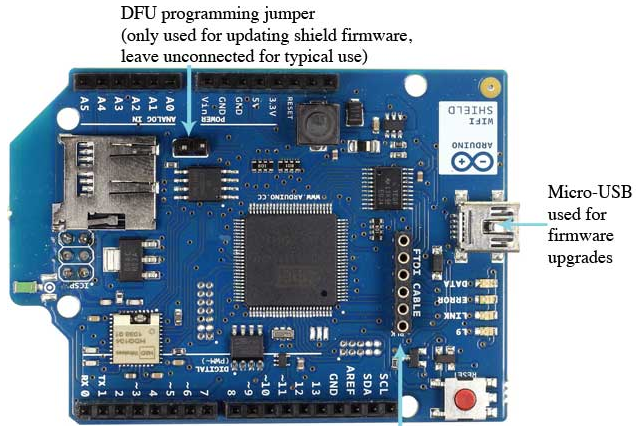 DFU programming jumper
(only used for updating shield firmware,
leave unconnected for typical use)
A5 A4 A3 A2 A1 A0
Vin GND GND 5V 3.3V RESET
ANALOG IN POWER
WIFI
SHIELD
ARDUINO
WWW.ARDUINO.CC
Micro-USB
used for
firmware
upgrades
FTDI CABLE
ICSP
DATA
ERROR
LINK
L9
DIGITAL
(PWM~)
RX 0 TX 1 2 ~3 4 ~5 ~6 7 8 ~9 ~10 ~11 12 13 GND AREF SDA SCL
RESET